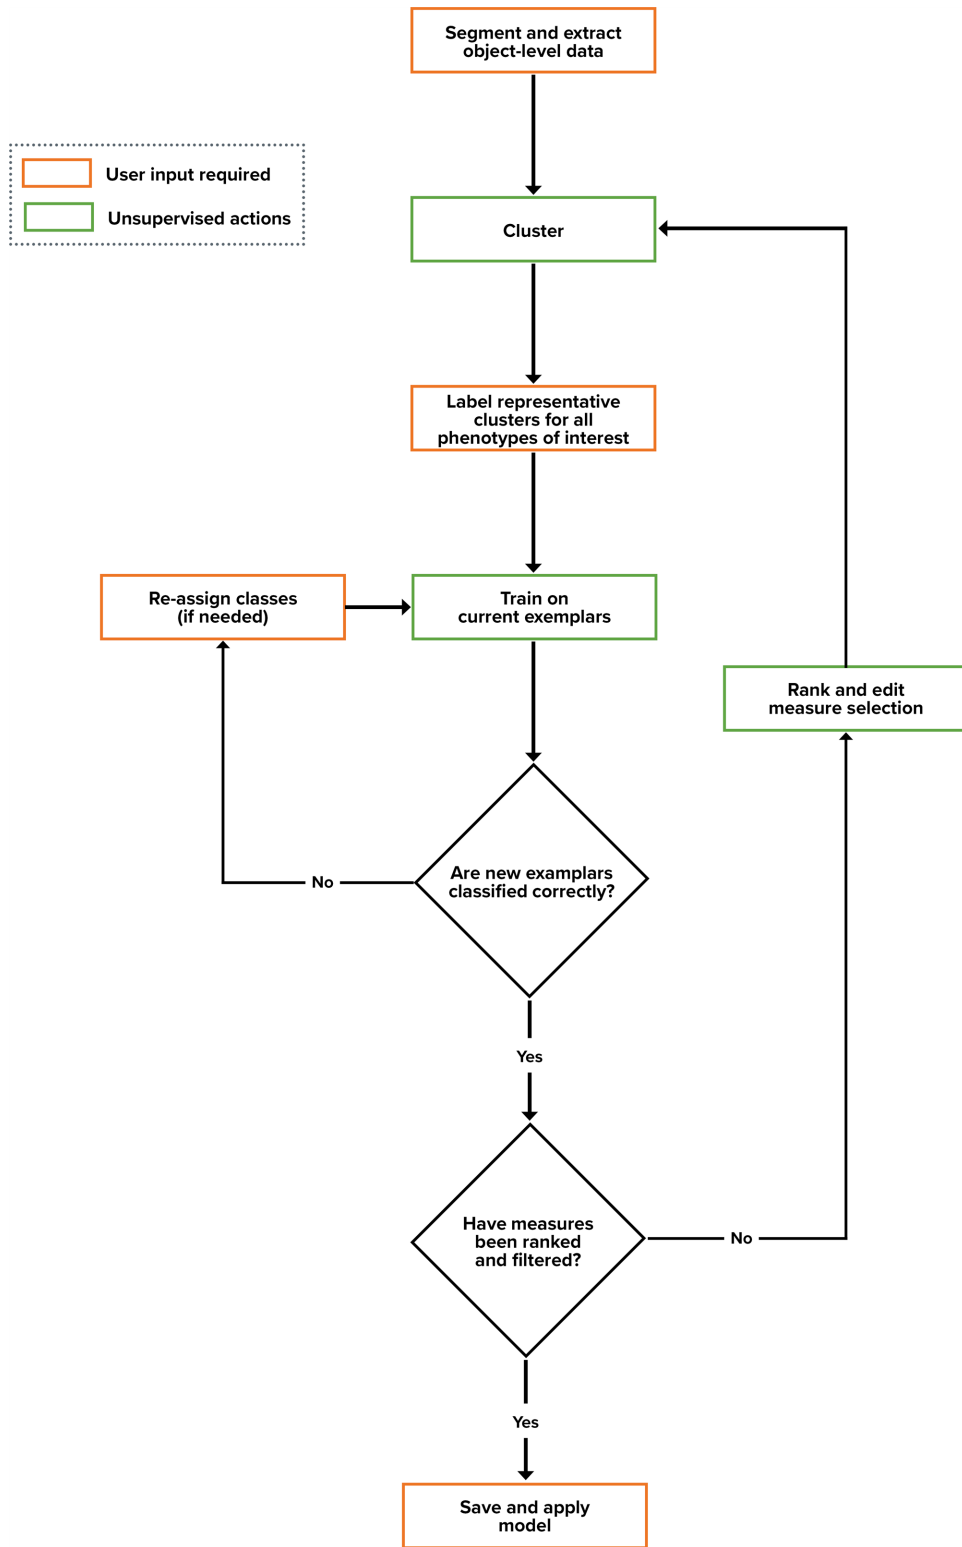 Segment and extract
object-level data
User input required
Unsupervised actions
Cluster
Label representative
clusters for all
phenotypes of interest
Re-assign classes
(if needed)
Train on
current exemplars
Rank and edit
measure selection
Are new examplars
classified correctly?
No
Yes
Have measures
been ranked
and filtered?
No
Yes
Save and apply
model